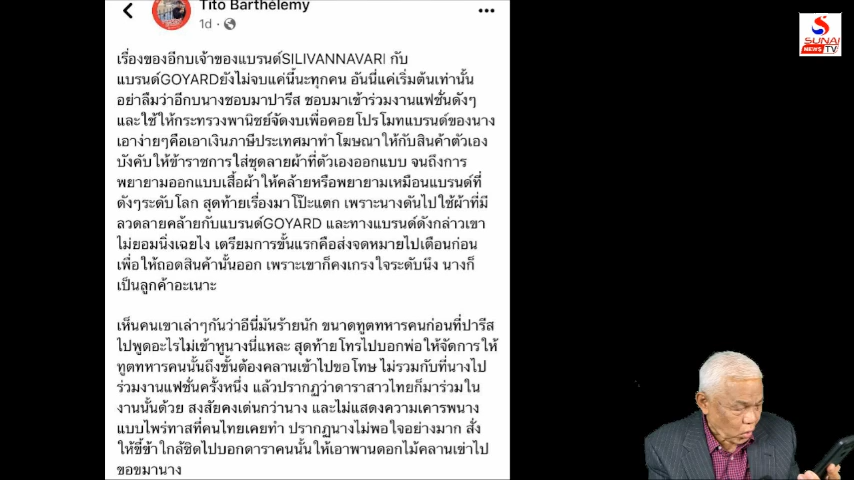 Tito Barthélemy
1d
SUNAI
NEWS TV
เรื่องของอีกบเจ้าของแบรนด์SILIVANNAVARI กับ
แบรนด์GOYARDยังไม่จบแค่นี้นะทุกคน อันนี่แค่เริ่มต้นเท่านั้น
อย่าลืมว่าอีกบนางชอบมาปารีส ชอบมาเข้าร่วมงานแฟชั่นดังๆ
และใช้ให้กระทรวงพานิชย์จัดงบเพื่อคอยโปรโมทแบรนด์ของนาง
เอาง่ายๆคือเอาเงินภาษีประเทศมาทำโฆษณาให้กับสินค้าตัวเอง
บังคับให้ข้าราชการใส่ชุดลายผ้าที่ตัวเองออกแบบ จนถึงการ
พยายามออกแบบเสื้อผ้าให้คล้ายหรือพยายามเหมือนแบรนด์ที่
ดังๆระดับโลก สุดท้ายเรื่องมาโป๊ะแตก เพราะนางดันไปใช้ผ้าที่มี
ลวดลายคล้ายกับแบรนด์GOYARD และทางแบรนด์ดังกล่าวเขา
ไม่ยอมนิ่งเฉยไง เตรียมการขั้นแรกคือส่งจดหมายไปเตือนก่อน
เพื่อให้ถอดสินค้านั้นออก เพราะเขาก็คงเกรงใจระดับนึง นางก็
เป็นลูกค้าอะเนาะ
เห็นคนเขาเล่าๆกันว่าอีนี่มันร้ายนัก ขนาดทูตทหารคนก่อนที่ปารีส
ไปพูดอะไรไม่เข้าหูนางนี่แหละ สุดท้ายโทรไปบอกพ่อให้จัดการให้
ทูตทหารคนนั้นถึงขั้นต้องคลานเข้าไปขอโทษ ไม่รวมกับที่นางไป
ร่วมงานแฟชั่นครั้งหนึ่ง แล้วปรากฏว่าดาราสาวไทยก็มาร่วมใน
งานนั้นด้วย สงสัยคงเด่นกว่านาง และไม่แสดงความเคารพนาง
แบบไพร่ทาสที่คนไทยเคยทำ ปรากฏนางไม่พอใจอย่างมาก สั่ง
ให้ขี้ข้าใกล้ชิดไปบอกดาราคนนั้นให้เอาพานดอกไม้คลานเข่าไป
ขอขมานาง